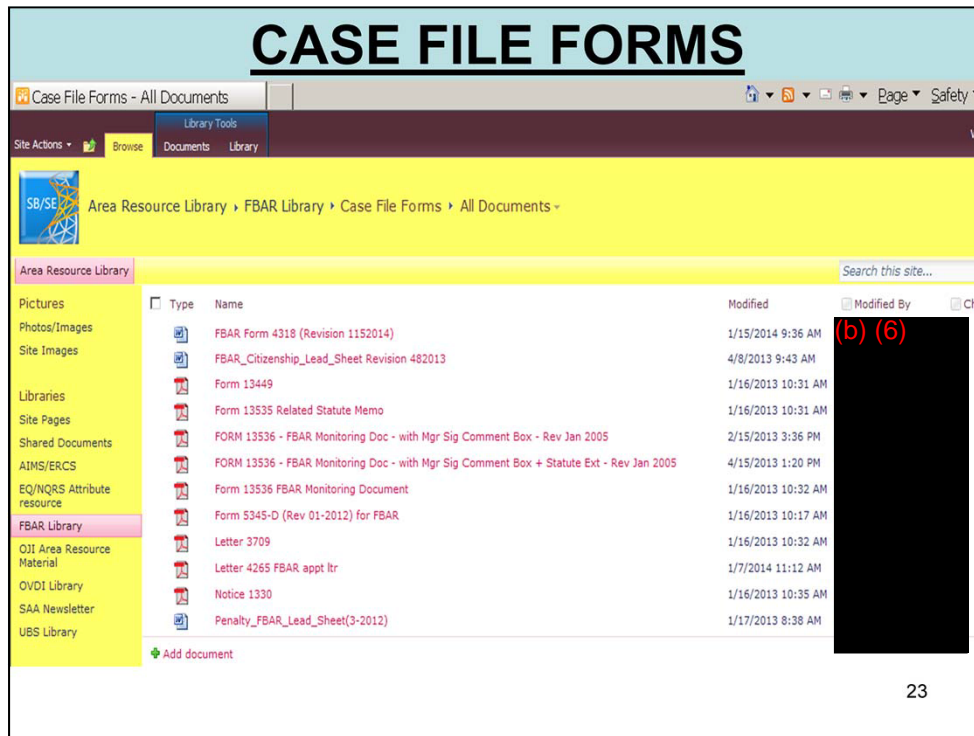 CASE FILE FORMS
Case File Forms - All Documents
Page Safety
Library Tools
Site Actions Browse Documents Library
SB/SE
Area Resource Library FBAR Library Case File Forms All Documents
Area Resource Library
Search this site...
Pictures
Photos/Images
Site Images
Libraries
Site Pages
Shared Documents
AIMS/ERCS
EQ/NQRS Attribute
resource
FBAR Library
OJI Area Resource
Material
OVDI Library
SAA Newsletter
UBS Library
Type Name Modified Modified By
FBAR Form 4318 (Revision 1152014) 1/15/2014 9:36 AM
(b) (6)
FBAR_Citizenship_Lead_Sheet Revision 482013 4/8/2013 9:43 AM
Form 13449 1/16/2013 10:31 AM
Form 13535 Related Statute Memo 1/16/2013 10:31 AM
FORM 13536 - FBAR Monitoring Doc - with Mgr Sig Comment Box - Rev Jan 2005 2/15/2013 3:36 PM
FORM 13536 - FBAR Monitoring Doc - with Mgr Sig Comment Box + Statute Ext - Rev Jan 2005 4/15/2013 1:20 PM
Form 13536 FBAR Monitoring Document 1/16/2013 10:32 AM
Form 5345-D (Rev 01-2012) for FBAR 1/16/2013 10:17 AM
Letter 3709 1/16/2013 10:32 AM
Letter 4265 FBAR appt ltr 1/7/2014 11:12 AM
Notice 1330 1/16/2013 10:35 AM
Penalty_FBAR_Lead_Sheet(3-2012) 1/17/2013 8:38 AM
Add document
23